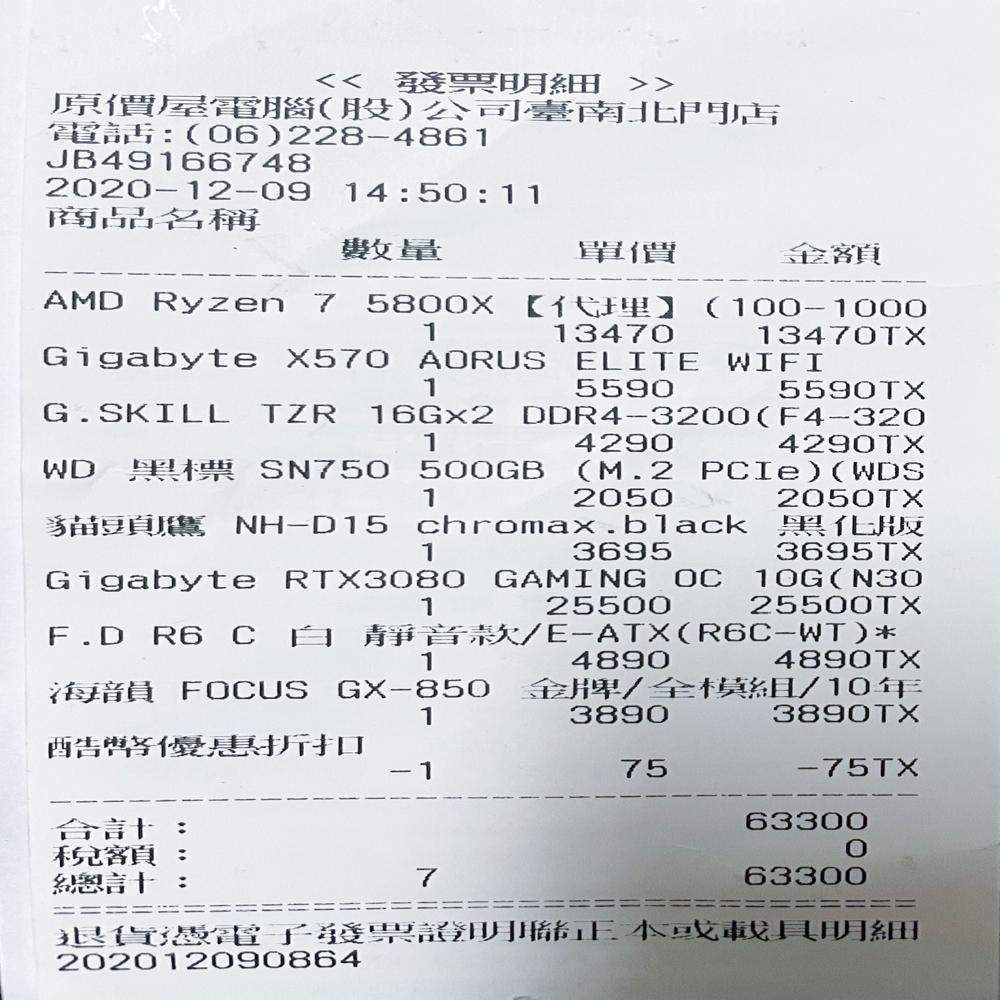 << 發票明細 >>
原價屋電腦(股)公司臺南北門店
電話:(06)228-4861
JB49166748
2020-12-09 14:50:11
商品名稱
數量 單價 金額
AMD Ryzen 7 5800X 【代理】 (100-1000
1 13470 13470TX
Gigabyte X570 AORUS ELITE WIFI
1 5590 5590TX
G.SKILL TZR 16Gx2 DDR4-3200(F4-320
1 4290 4290TX
WD 黑標 SN750 500GB (M.2 PCIe)(WDS
1 2050 2050TX
貓頭鷹 NH-D15 chromax.black 黑化版
1 3695 3695TX
Gigabyte RTX3080 GAMING OC 10G(N30
1 25500 25500TX
F.D R6 C 白 靜音款/E-ATX(R6C-WT)*
1 4890 4890TX
海韻 FOCUS GX-850 金牌/全模組/10年
1 3890 3890TX
酷幣優惠折扣
-1 75 -75TX
合計: 63300
稅額: 0
總計: 7 63300
退貨憑電子發票證明聯正本或載具明細
202012090864